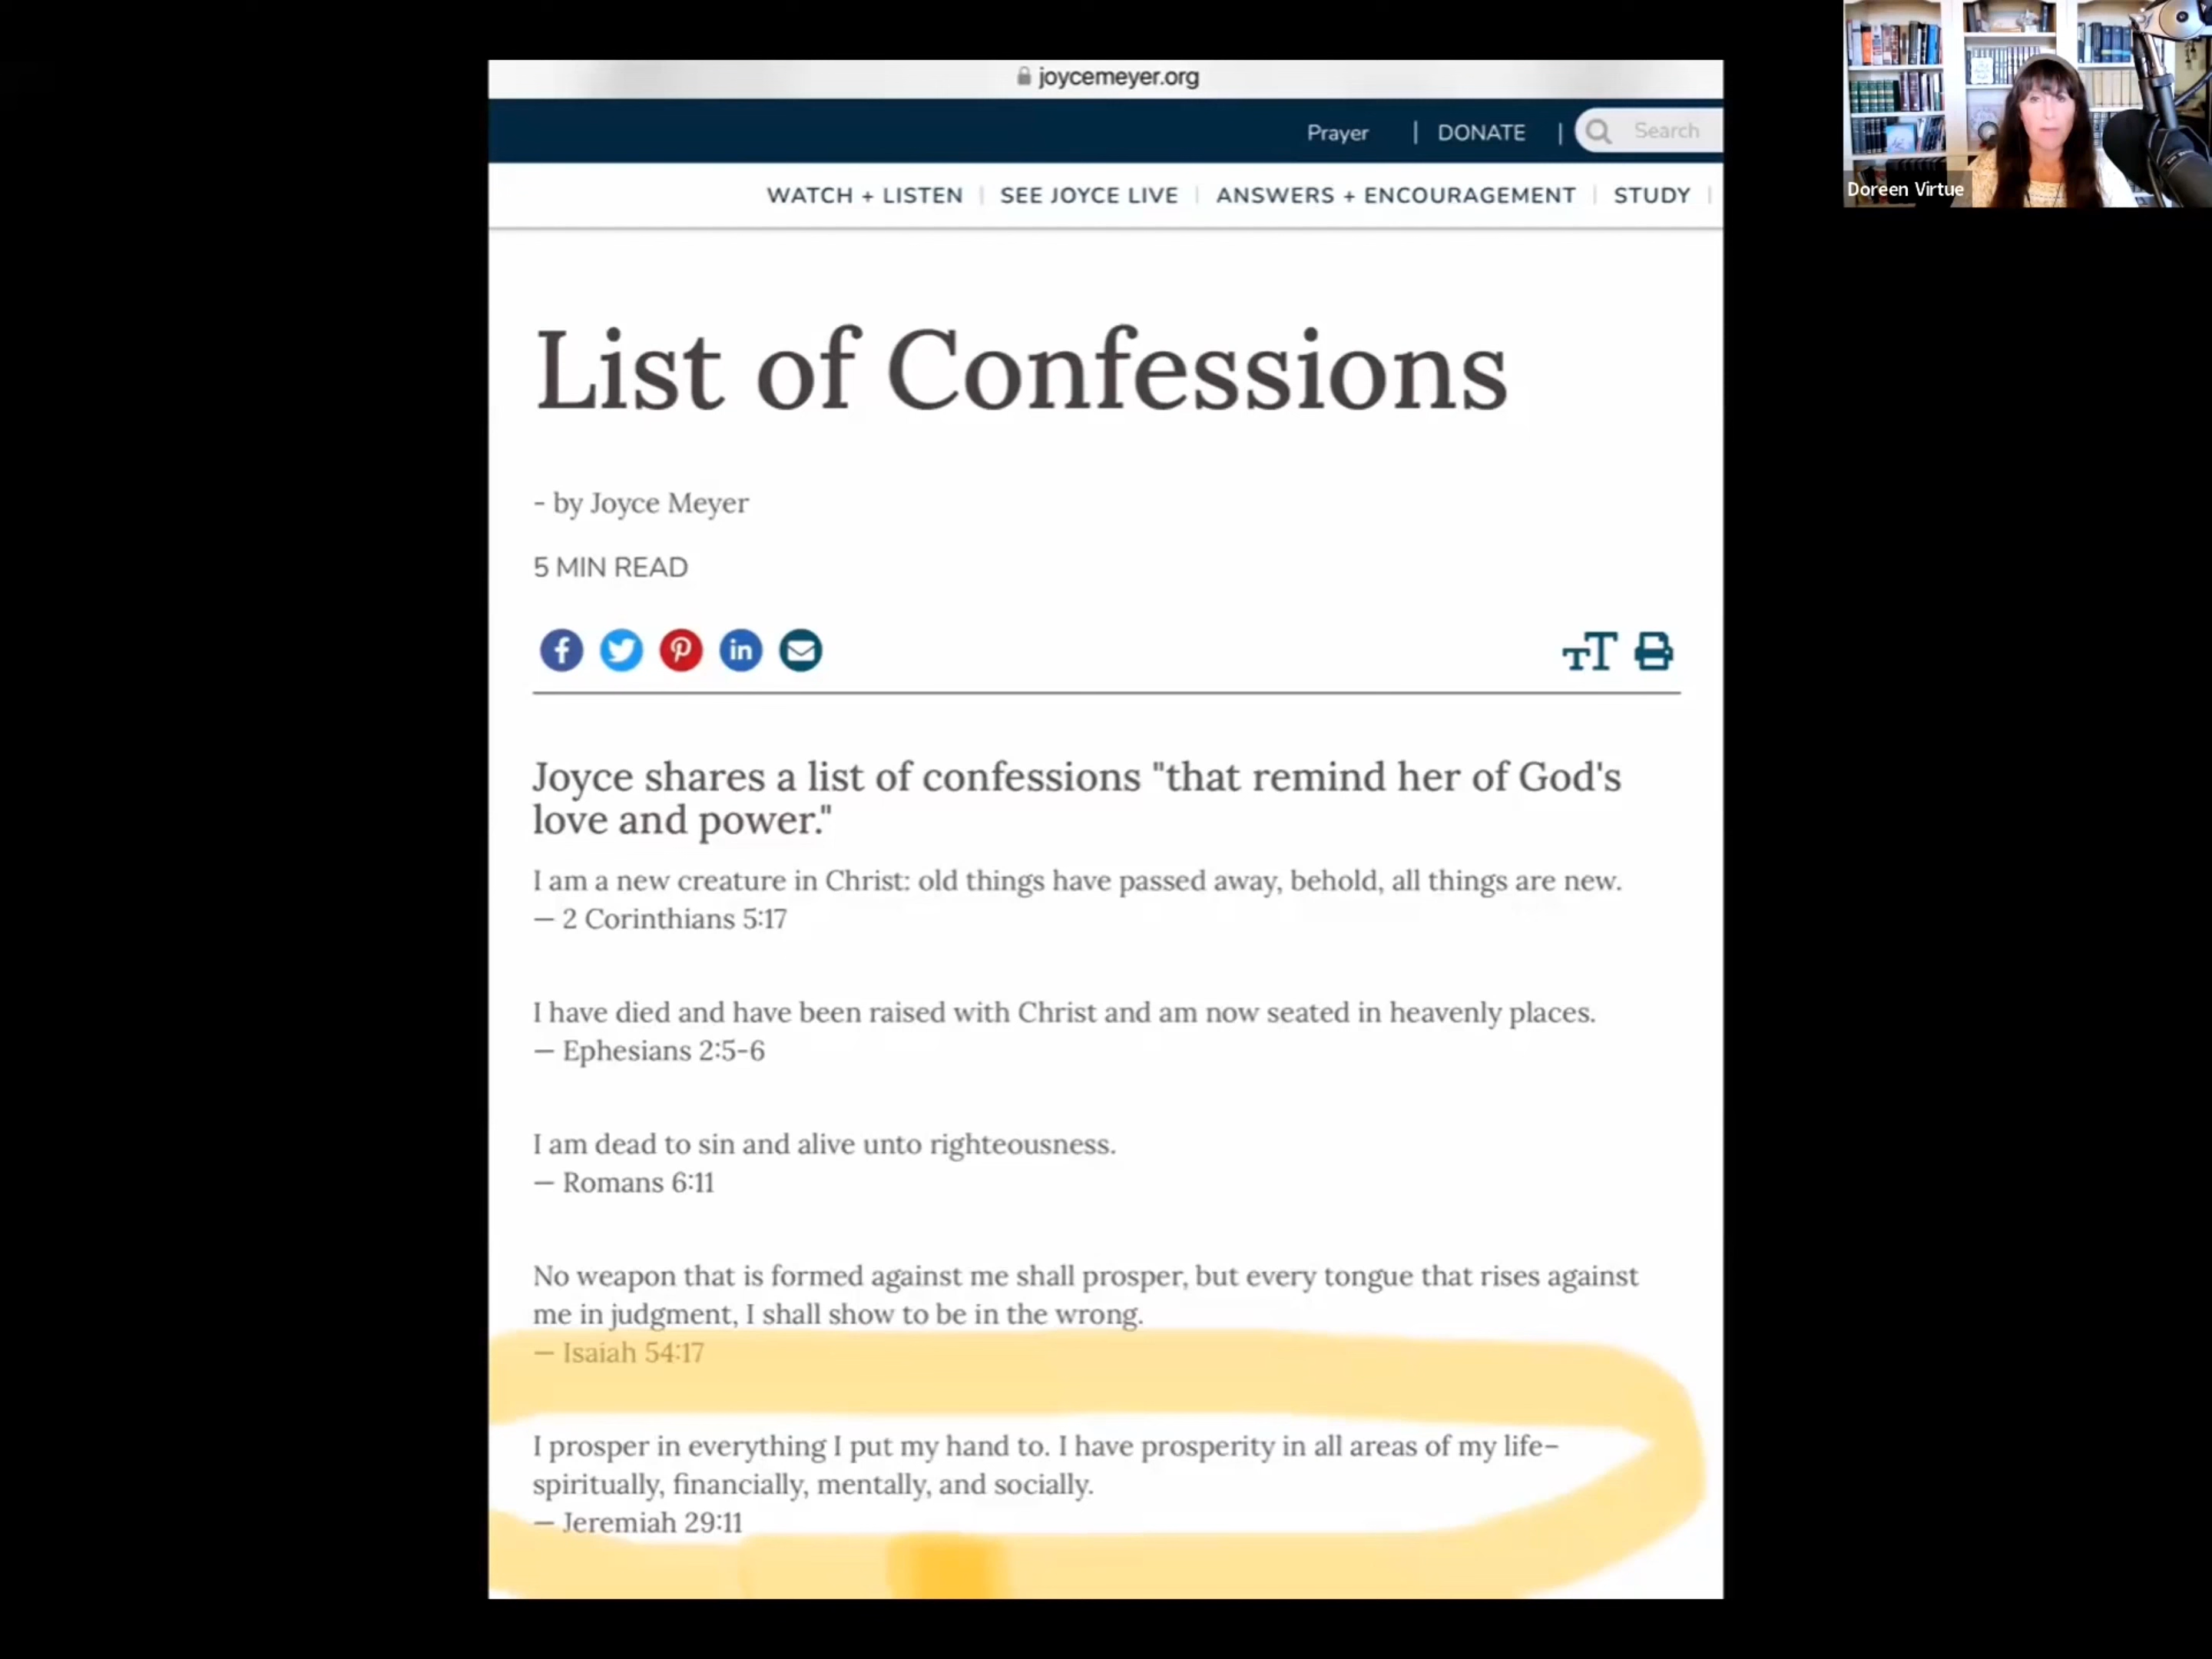 joycemeyer.org
Prayer | DONATE | Search
WATCH + LISTEN | SEE JOYCE LIVE | ANSWERS + ENCOURAGEMENT | STUDY |
Doreen Virtue
List of Confessions
- by Joyce Meyer
5 MIN READ
Joyce shares a list of confessions "that remind her of God's
love and power."
I am a new creature in Christ: old things have passed away, behold, all things are new.
— 2 Corinthians 5:17
I have died and have been raised with Christ and am now seated in heavenly places.
— Ephesians 2:5-6
I am dead to sin and alive unto righteousness.
— Romans 6:11
No weapon that is formed against me shall prosper, but every tongue that rises against
me in judgment, I shall show to be in the wrong.
— Isaiah 54:17
I prosper in everything I put my hand to. I have prosperity in all areas of my life–
spiritually, financially, mentally, and socially.
— Jeremiah 29:11